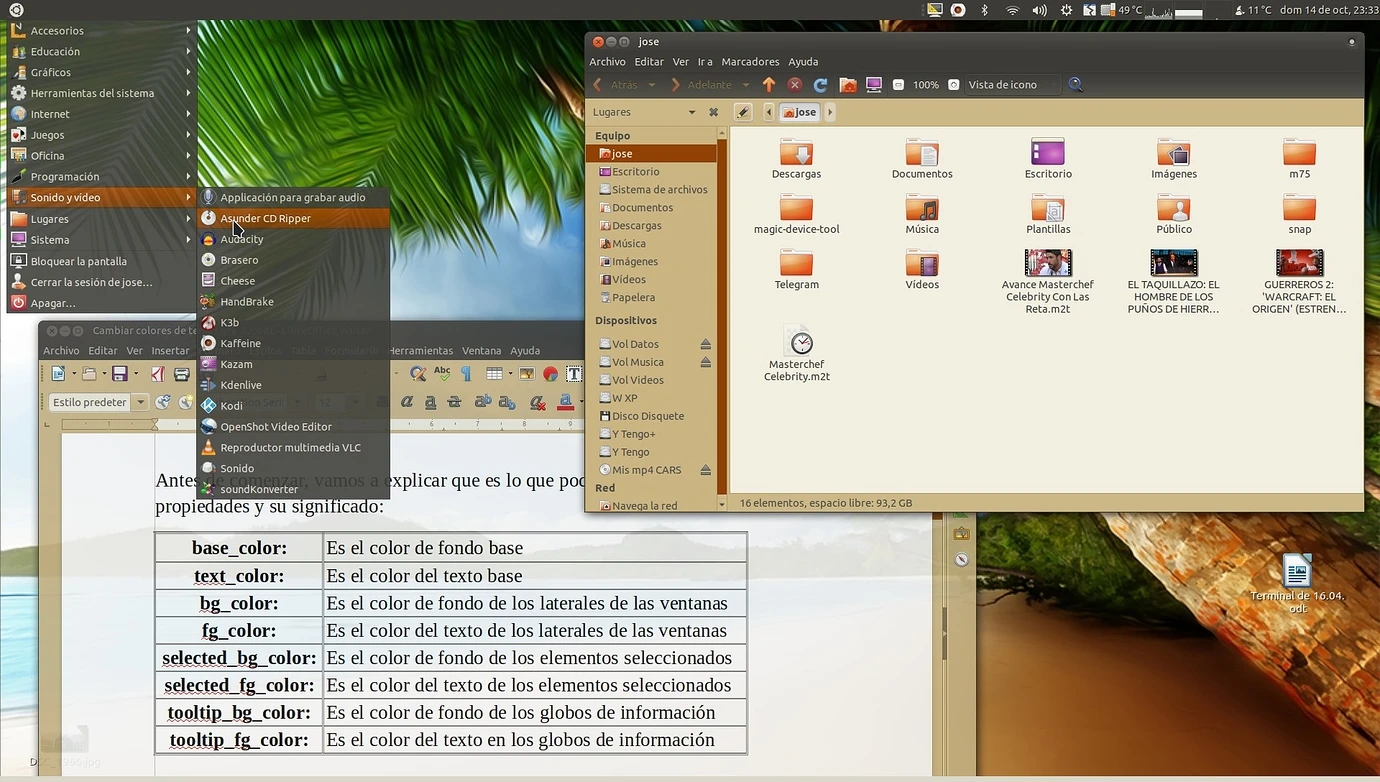 49°C
11 °C
dom 14 de oct, 23:33
Accesorios
Educación
Gráficos
Herramientas del sistema
Internet
Juegos
Oficina
Programación
Sonido y vídeo
Lugares
Sistema
Bloquear la pantalla
Cerrar la sesión de jose…
Apagar…
Applicación para grabar audio
Asunder CD Ripper
Audacity
Brasero
Cheese
HandBrake
K3b
Kaffeine
Kazam
Kdenlive
Kodi
OpenShot Video Editor
Reproductor multimedia VLC
Sonido
soundKonverter
jose
Archivo Editar Ver Ir a Marcadores Ayuda
Atrás Adelante 100% Vista de icono
Lugares
jose
Equipo
jose
Escritorio
Sistema de archivos
Documentos
Descargas
Música
Imágenes
Vídeos
Papelera
Dispositivos
Vol Datos
Vol Musica
Vol Videos
W XP
Disco Disquete
Y Tengo+
Y Tengo
Mis mp4 CARS
Red
Navega la red
Descargas Documentos Escritorio Imágenes m75
magic-device-tool Música Plantillas Público snap
Telegram Vídeos
Avance Masterchef
Celebrity Con Las
Reta.m2t
EL TAQUILLAZO: EL
HOMBRE DE LOS
PUÑOS DE HIERR…
GUERREROS 2:
'WARCRAFT: EL
ORIGEN' (ESTREN…
Masterchef
Celebrity.m2t
16 elementos, espacio libre: 93,2 GB
Cambiar colores de te
Archivo Editar Ver Insertar Herramientas Ventana Ayuda
Estilo predeter
12
6 7 8 9
Antes de comenzar, vamos a explicar que es lo que pod
propiedades y su significado:
base_color: Es el color de fondo base
text_color: Es el color del texto base
bg_color: Es el color de fondo de los laterales de las ventanas
fg_color: Es el color del texto de los laterales de las ventanas
selected_bg_color: Es el color de fondo de los elementos seleccionados
selected_fg_color: Es el color del texto de los elementos seleccionados
tooltip_bg_color: Es el color de fondo de los globos de información
tooltip_fg_color: Es el color del texto en los globos de información
Terminal de 16.04.
odt